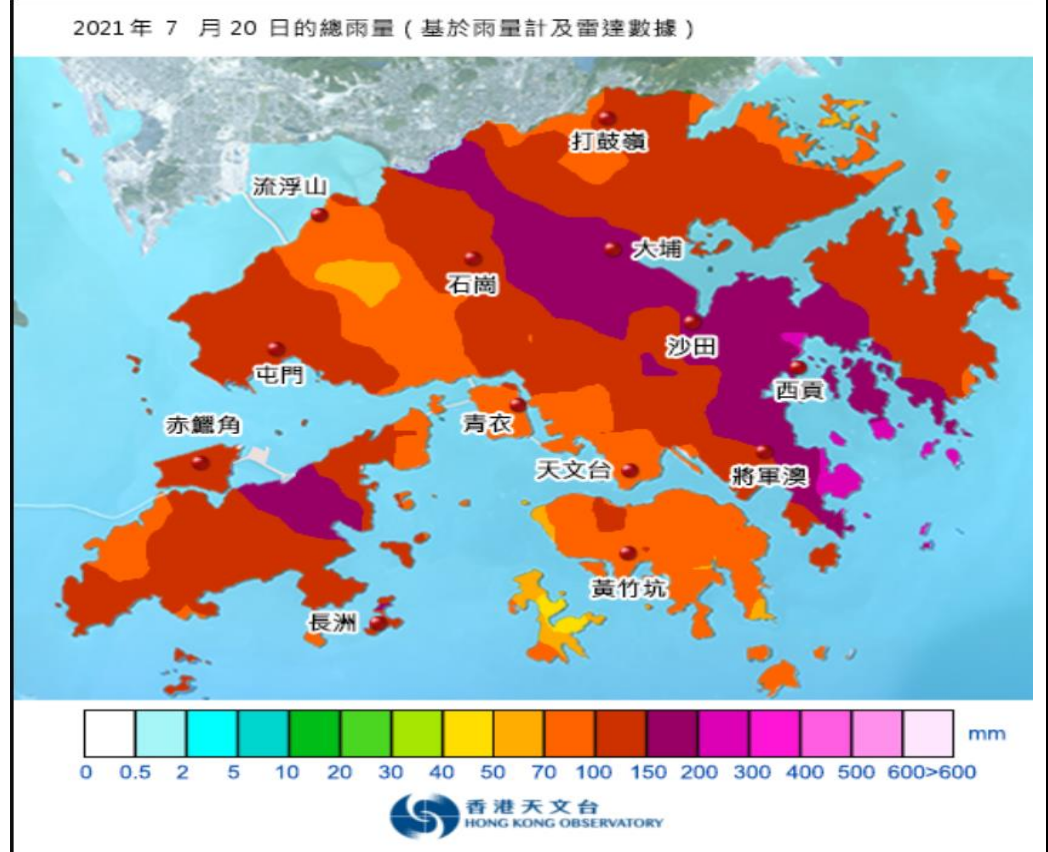 2021年 7 月 20 日的總雨量 ( 基於雨量計及雷達數據 )
打鼓嶺
流浮山
大埔
石崗
沙田
屯門
西貢
赤鱲角
青衣
天文台
將軍澳
黃竹坑
長洲
mm
0 0.5 2 5 10 20 30 40 50 70 100 150 200 300 400 500 600>600
香港天文台
HONG KONG OBSERVATORY